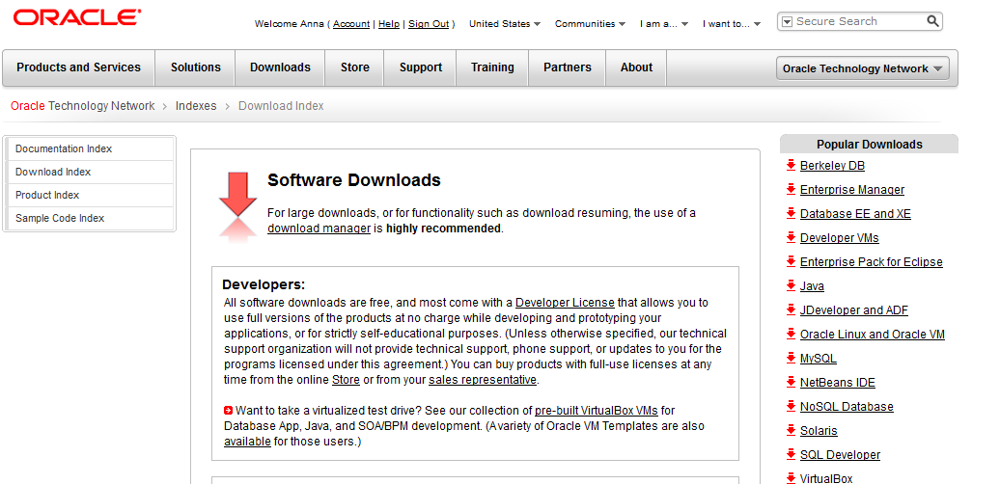 ORACLE
Welcome Anna ( Account | Help | Sign Out ) United States Communities I am a... I want to... Secure Search
Products and Services Solutions Downloads Store Support Training Partners About Oracle Technology Network
Oracle Technology Network > Indexes > Download Index
Documentation Index
Download Index
Product Index
Sample Code Index
Software Downloads
For large downloads, or for functionality such as download resuming, the use of a
download manager is highly recommended.
Developers:
All software downloads are free, and most come with a Developer License that allows you to
use full versions of the products at no charge while developing and prototyping your
applications, or for strictly self-educational purposes. (Unless otherwise specified, our technical
support organization will not provide technical support, phone support, or updates to you for the
programs licensed under this agreement.) You can buy products with full-use licenses at any
time from the online Store or from your sales representative.
Want to take a virtualized test drive? See our collection of pre-built VirtualBox VMs for
Database App, Java, and SOA/BPM development. (A variety of Oracle VM Templates are also
available for those users.)
Popular Downloads
Berkeley DB
Enterprise Manager
Database EE and XE
Developer VMs
Enterprise Pack for Eclipse
Java
JDeveloper and ADF
Oracle Linux and Oracle VM
MySQL
NetBeans IDE
NoSQL Database
Solaris
SQL Developer
VirtualBox